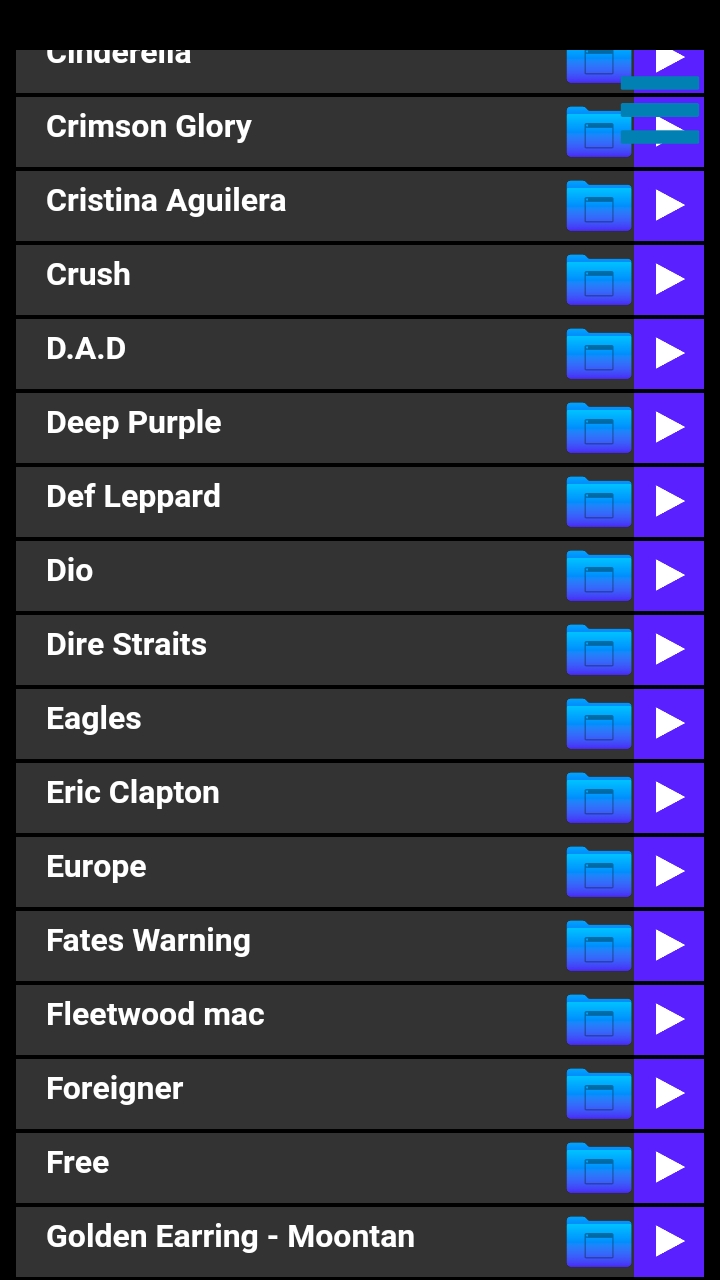 Cinderella
Crimson Glory
Cristina Aguilera
Crush
D.A.D
Deep Purple
Def Leppard
Dio
Dire Straits
Eagles
Eric Clapton
Europe
Fates Warning
Fleetwood mac
Foreigner
Free
Golden Earring - Moontan